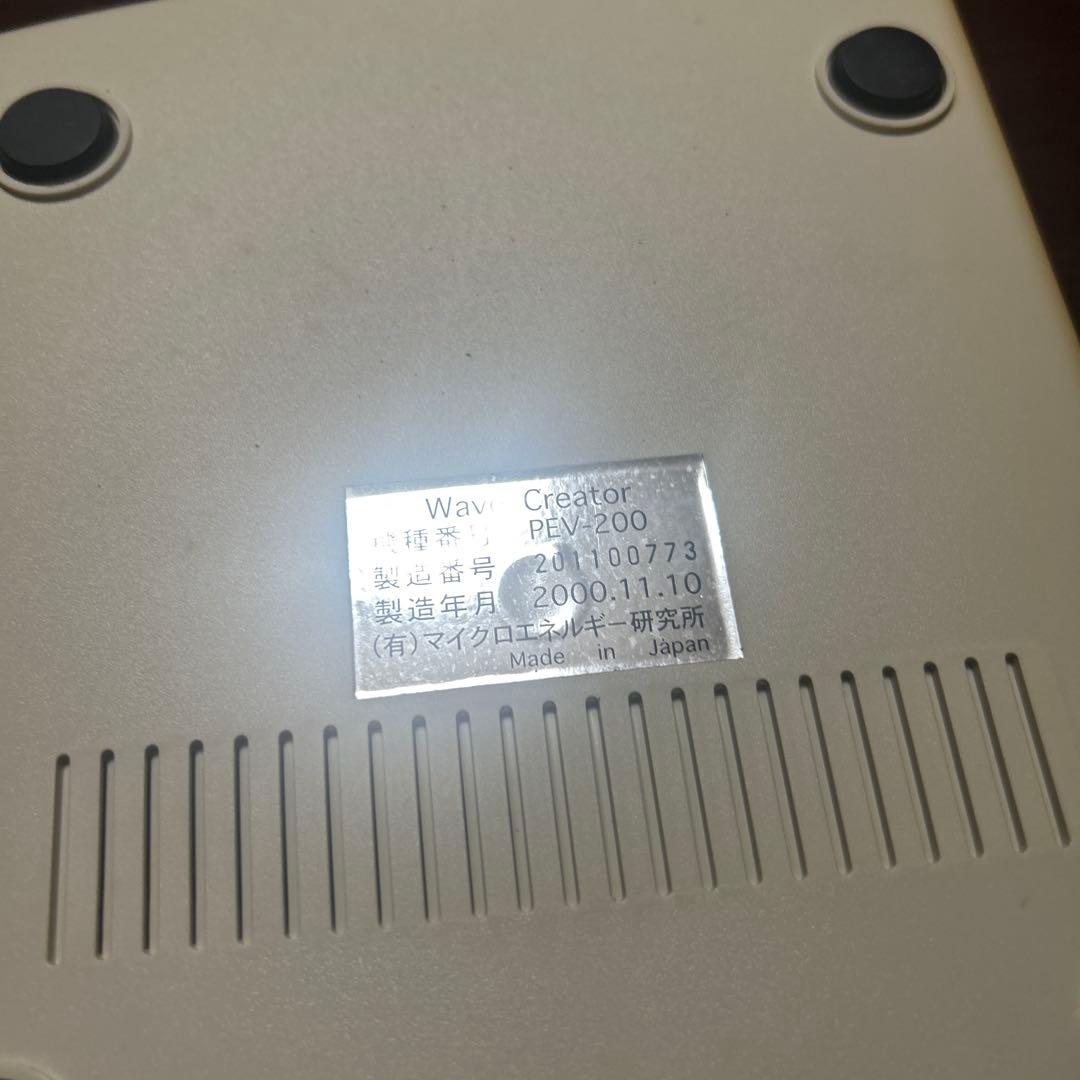 Wave Creator
機種番号 PEV-200
製造番号 201100773
製造年月 2000.11.10
(有)マイクロエネルギー研究所
Made in Japan